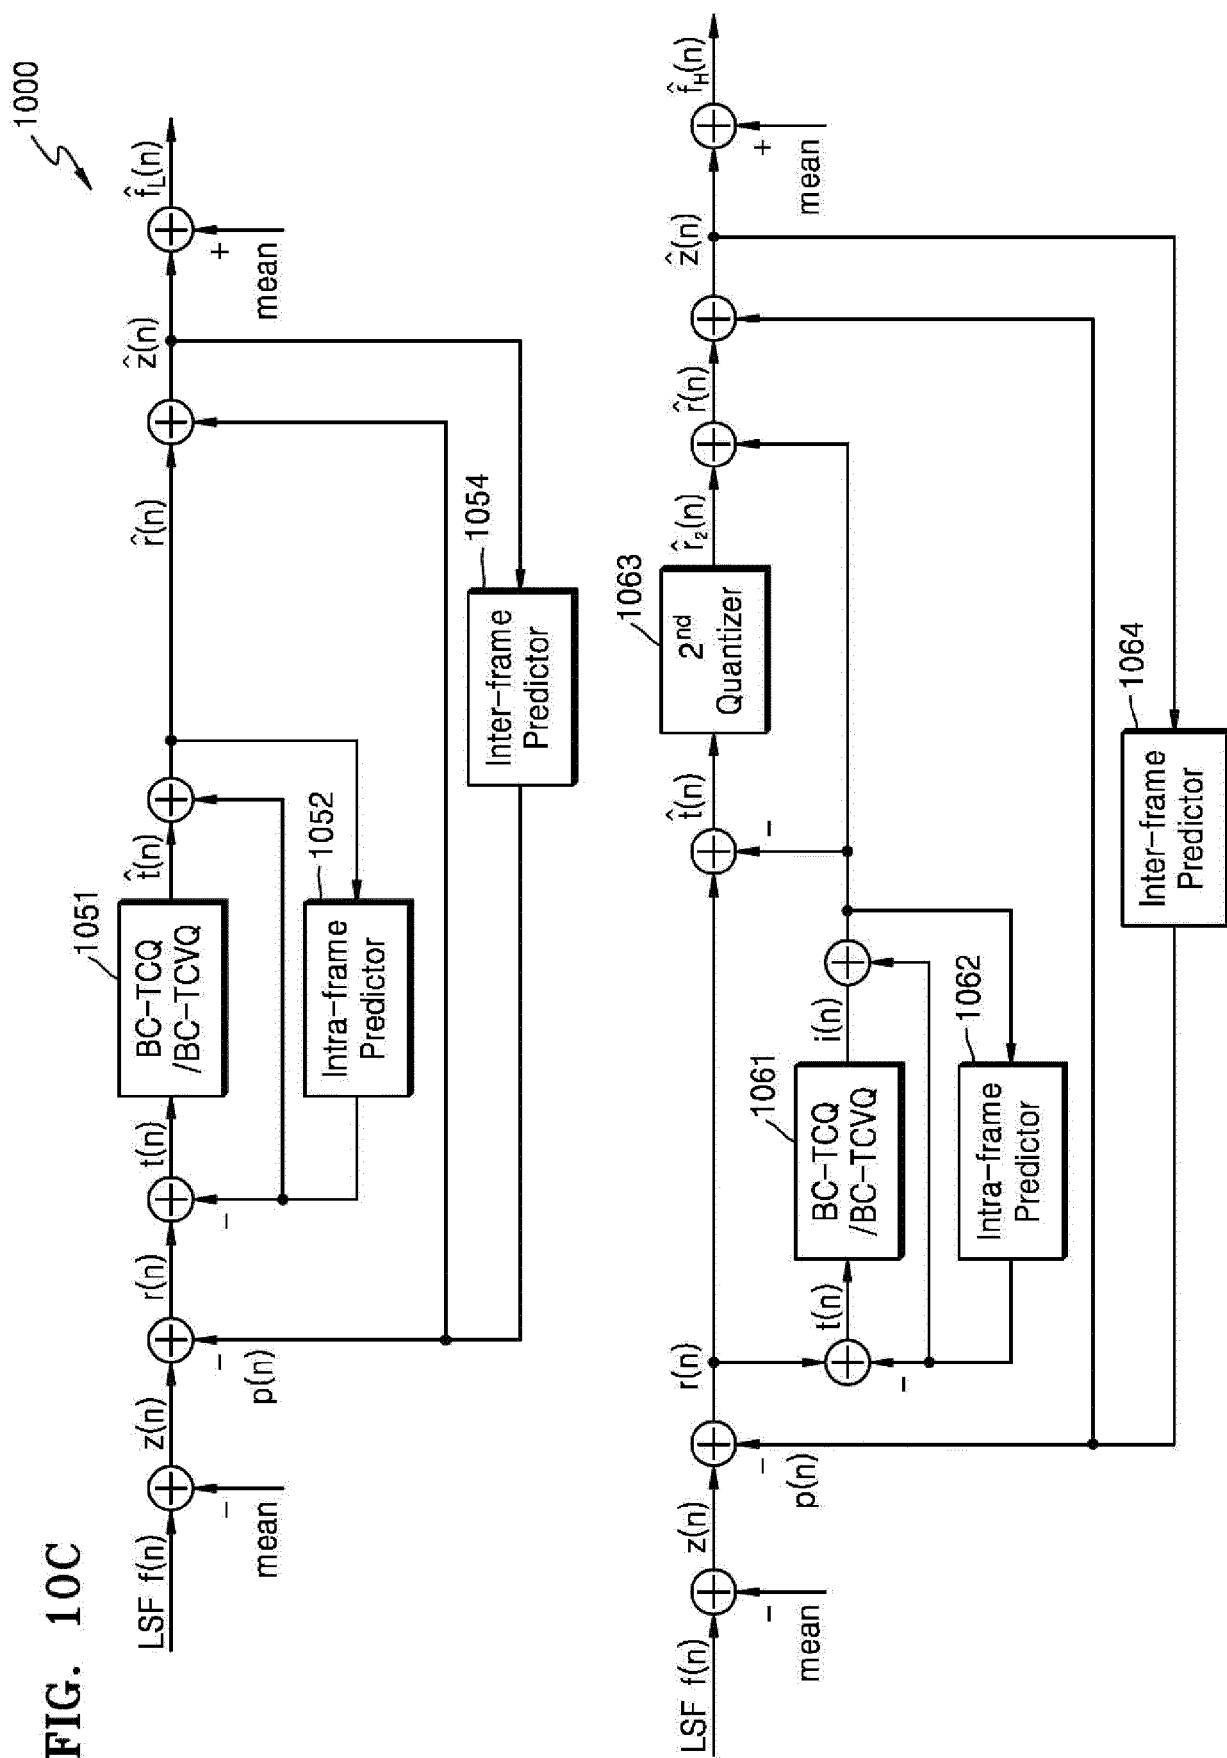 FIG. 10C
1000
LSF f(n)
mean
−
z(n)
p(n)
−
r(n)
−
t(n)
1051
BC-TCQ
/BC-TCVQ
t̂(n)
1052
Intra-frame
Predictor
r̂(n)
1054
Inter-frame
Predictor
ẑ(n)
mean
+
f̂L(n)
LSF f(n)
mean
−
z(n)
p(n)
−
r(n)
−
t(n)
1061
BC-TCQ
/BC-TCVQ
i(n)
1062
Intra-frame
Predictor
−
t̂(n)
1063
2nd
Quantizer
r̂2(n)
r̂(n)
1064
Inter-frame
Predictor
ẑ(n)
mean
+
f̂H(n)